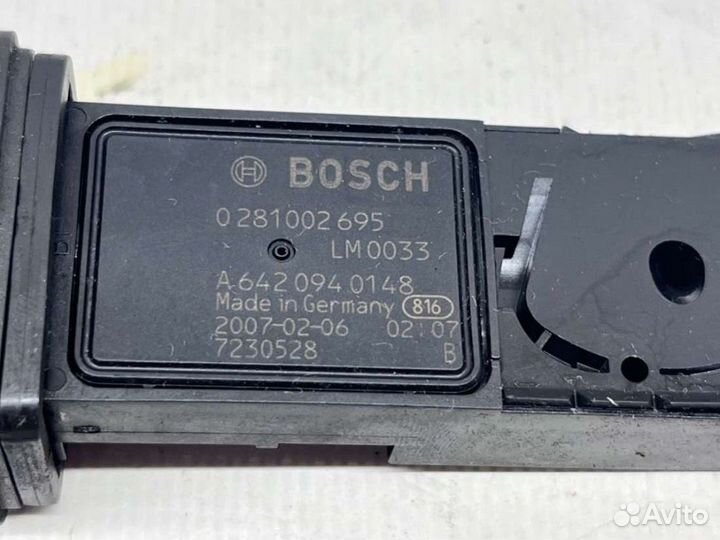 BOSCH
0 281 002 695
LM 0033
A 642 094 01 48
Made in Germany 816
2007-02-06 02:07
7230528 B
Avito